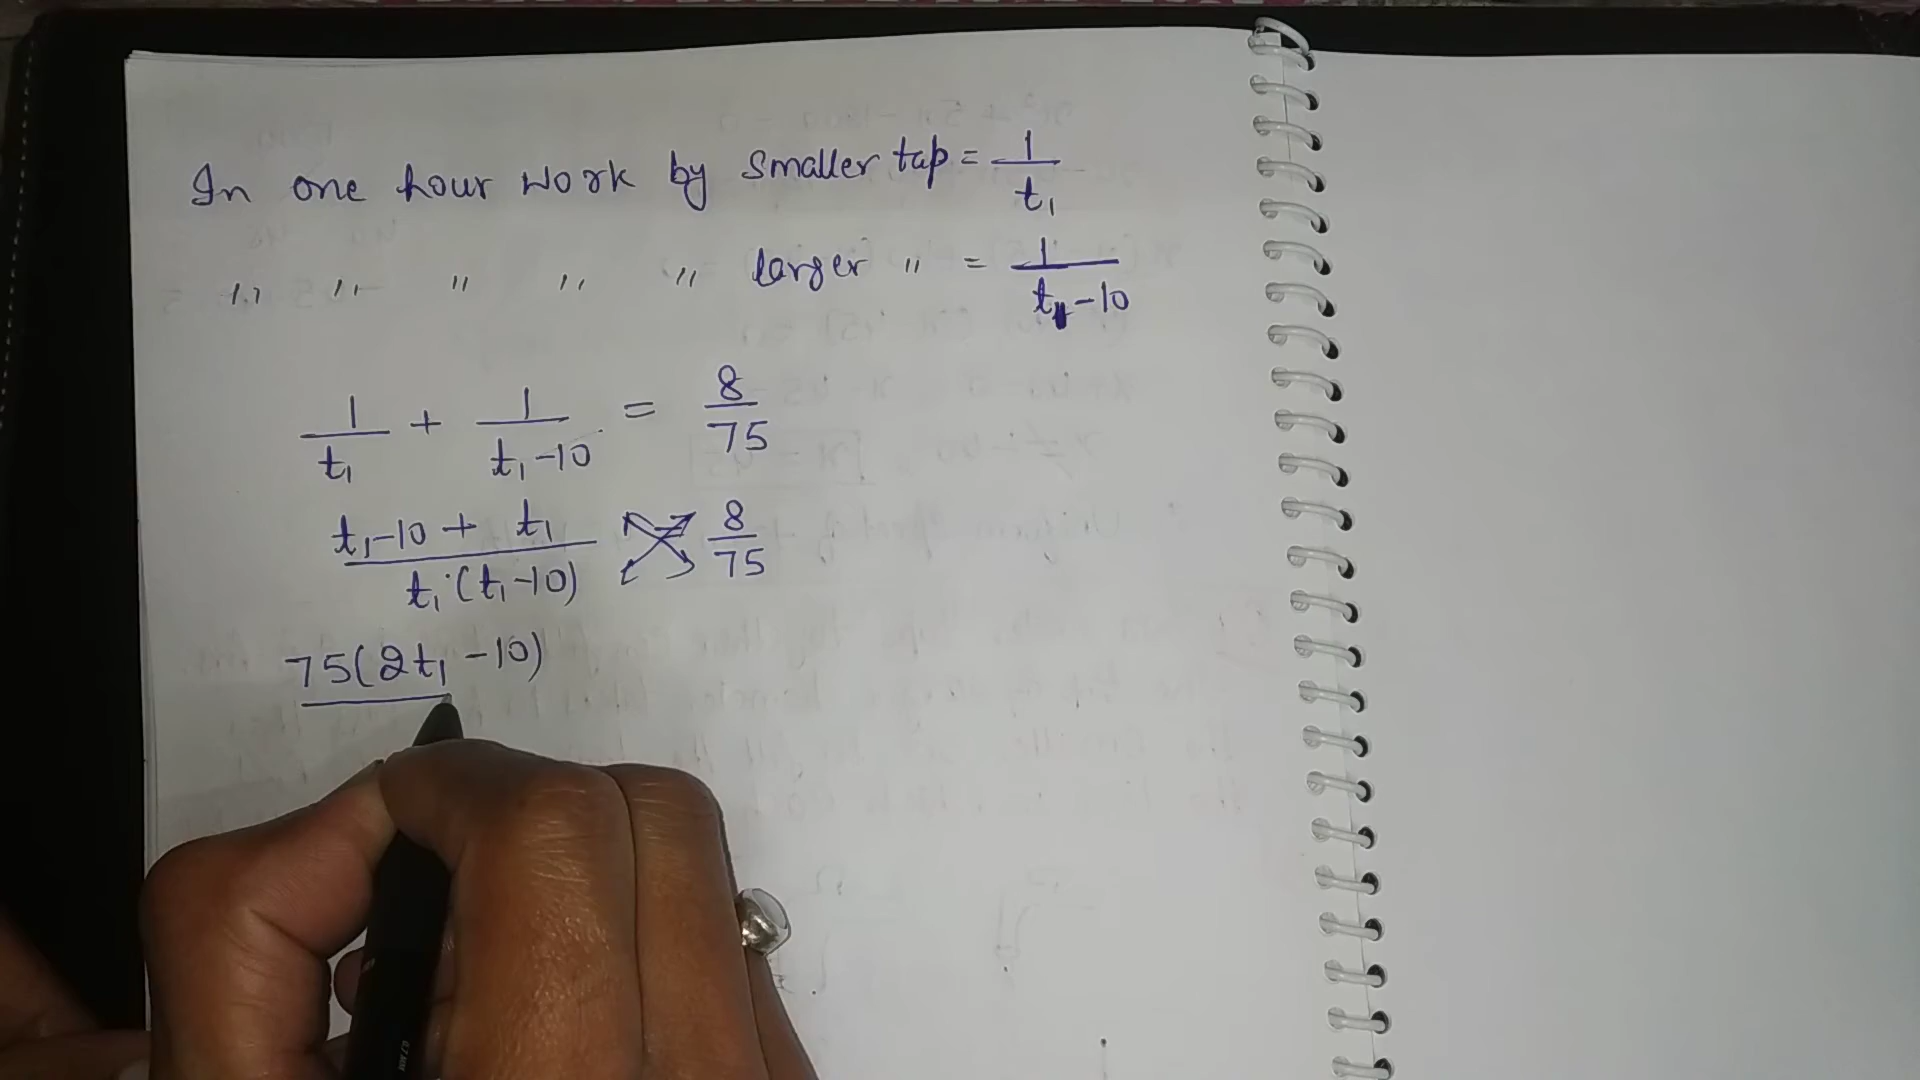 In one hour work by smaller tap = 1/t₁
,, ,, ,, ,, ,, larger ,, = 1/t₁-10
1/t₁ + 1/t₁-10 = 8/75
t₁-10 + t₁/t₁(t₁-10) 8/75
75(2t₁ -10)